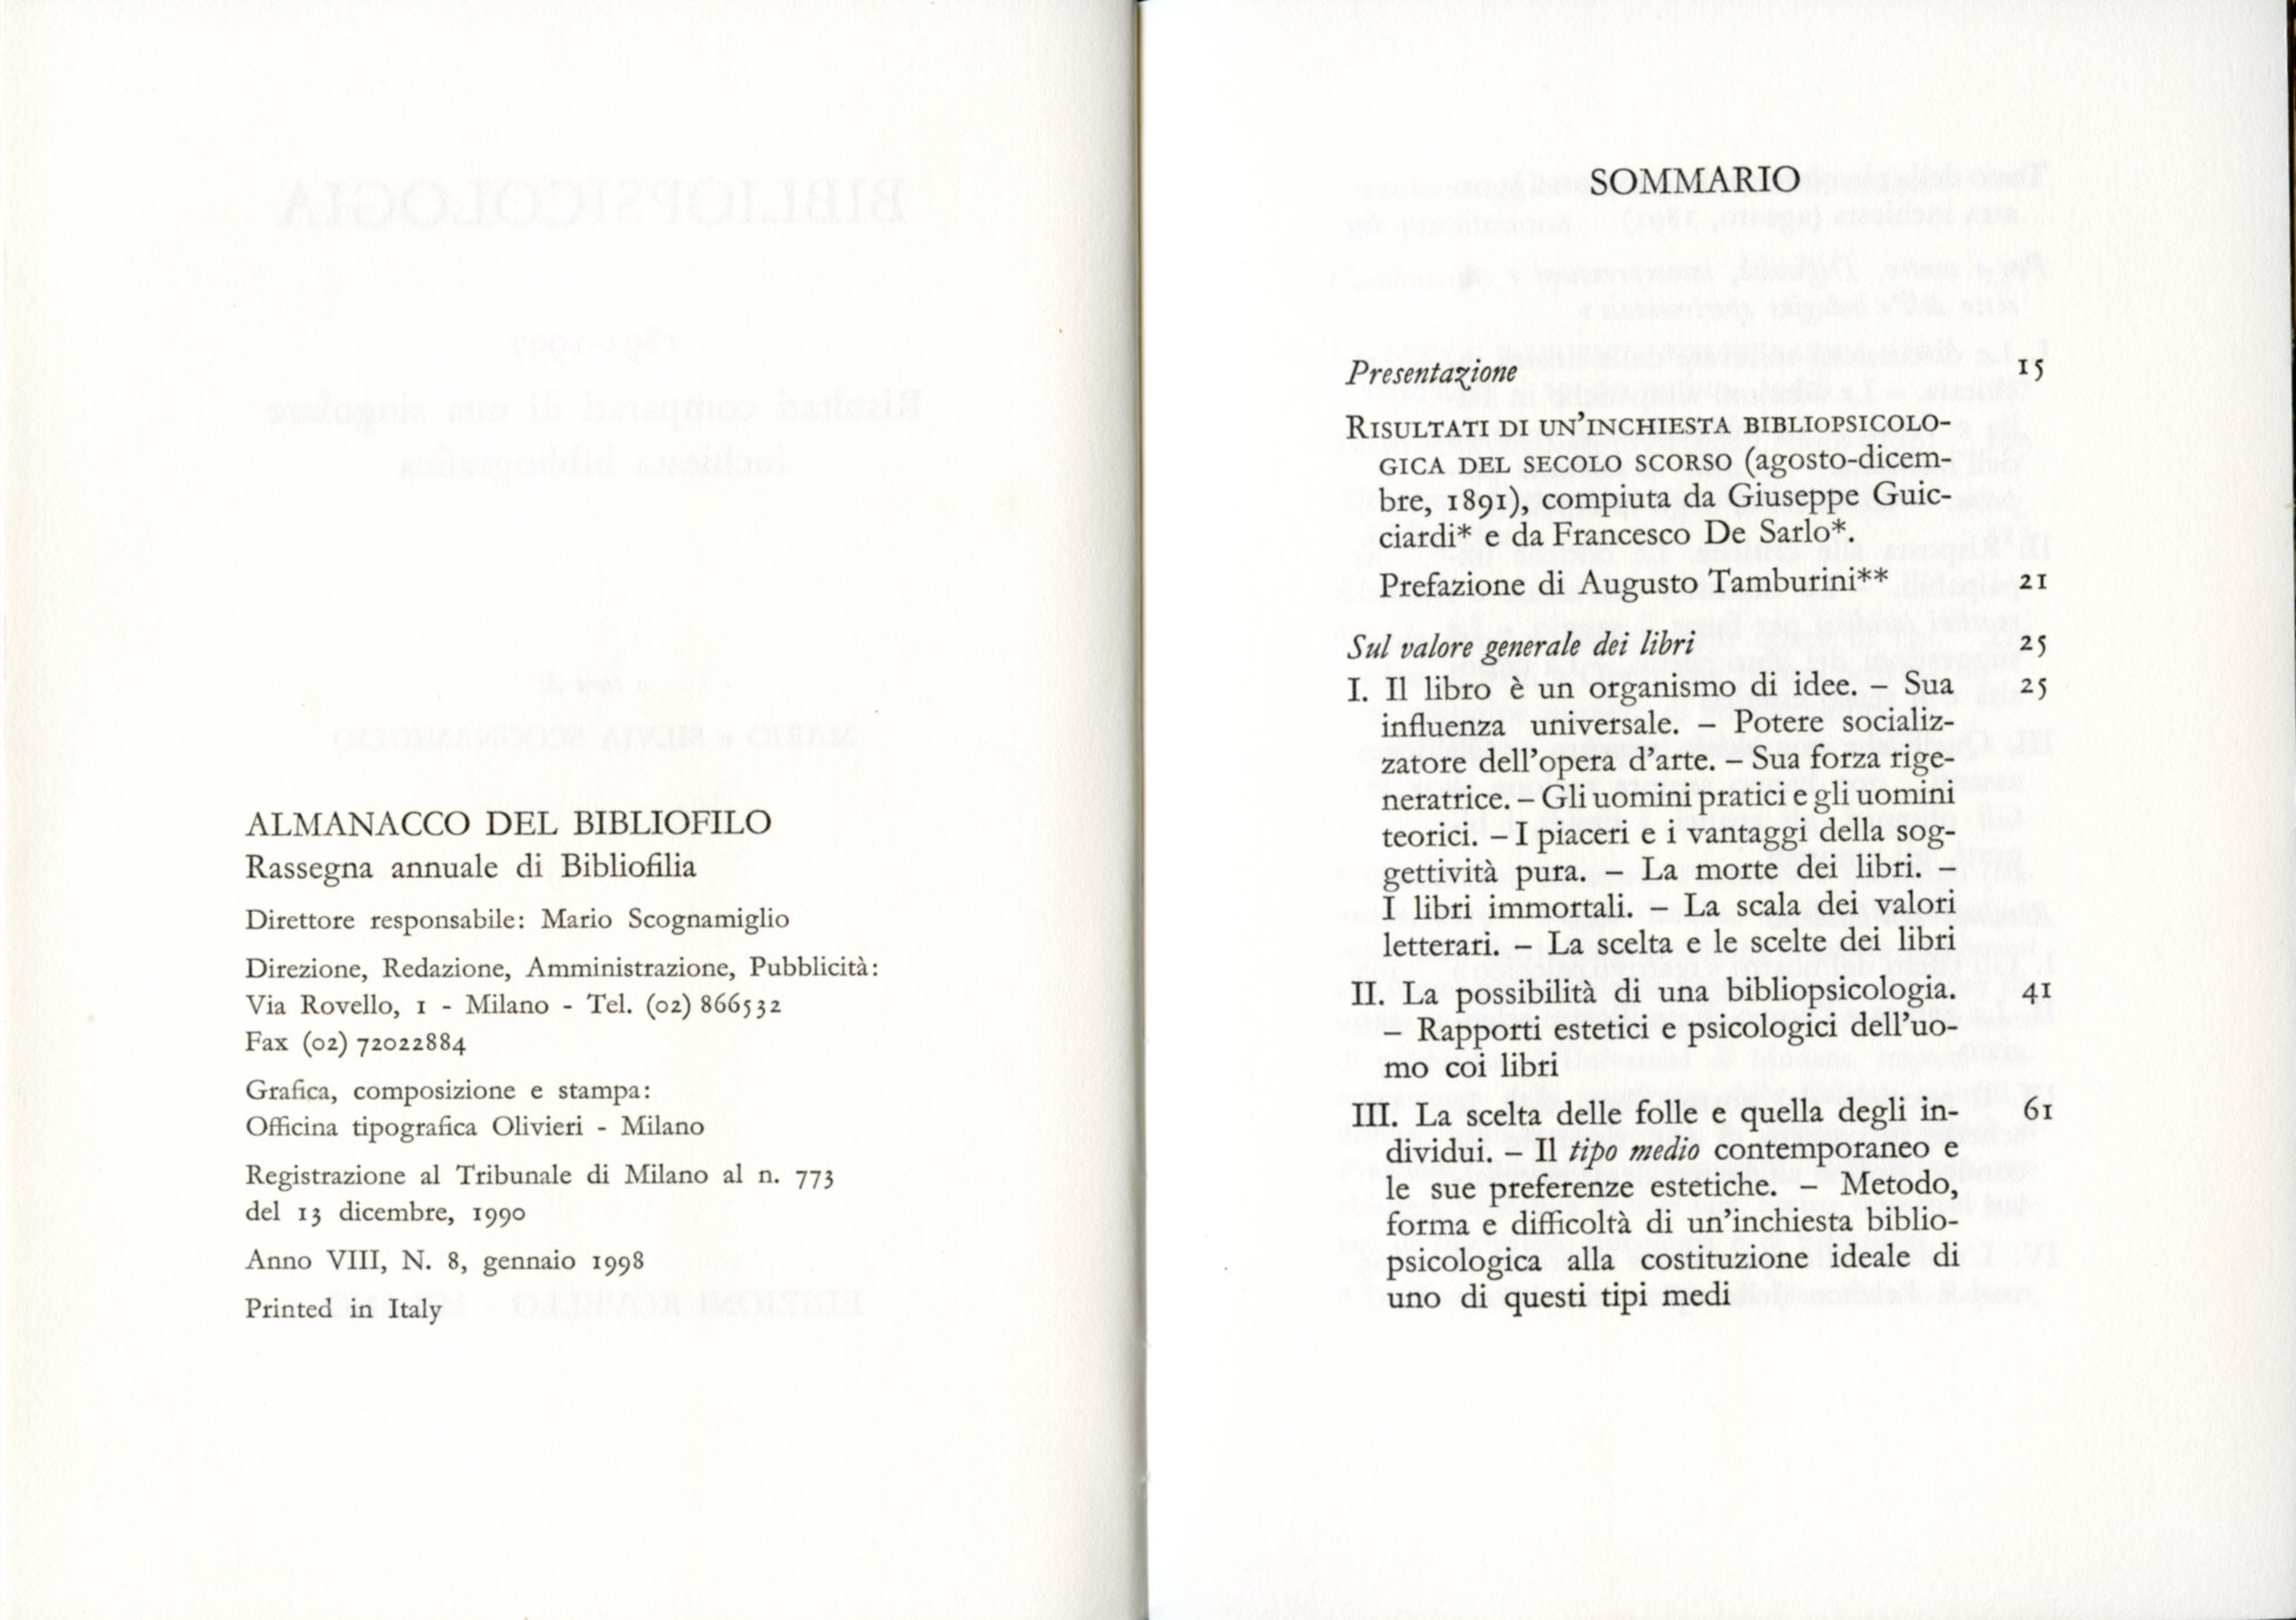 ALMANACCO DEL BIBLIOFILO
Rassegna annuale di Bibliofilia
Direttore responsabile: Mario Scognamiglio
Direzione, Redazione, Amministrazione, Pubblicità:
Via Rovello, 1 - Milano - Tel. (02) 866532
Fax (02) 72022884
Grafica, composizione e stampa:
Officina tipografica Olivieri - Milano
Registrazione al Tribunale di Milano al n. 773
del 13 dicembre, 1990
Anno VIII, N. 8, gennaio 1998
Printed in Italy
SOMMARIO
Presentazione 15
RISULTATI DI UN'INCHIESTA BIBLIOPSICOLO-
GICA DEL SECOLO SCORSO (agosto-dicem-
bre, 1891), compiuta da Giuseppe Guic-
ciardi* e da Francesco De Sarlo*.
Prefazione di Augusto Tamburini** 21
Sul valore generale dei libri 25
I. Il libro è un organismo di idee. – Sua 25
influenza universale. – Potere socializ-
zatore dell'opera d'arte. – Sua forza rige-
neratrice. – Gli uomini pratici e gli uomini
teorici. – I piaceri e i vantaggi della sog-
gettività pura. – La morte dei libri. –
I libri immortali. – La scala dei valori
letterari. – La scelta e le scelte dei libri
II. La possibilità di una bibliopsicologia. 41
– Rapporti estetici e psicologici dell'uo-
mo coi libri
III. La scelta delle folle e quella degli in- 61
dividui. – Il tipo medio contemporaneo e
le sue preferenze estetiche. – Metodo,
forma e difficoltà di un'inchiesta biblio-
psicologica alla costituzione ideale di
uno di questi tipi medi